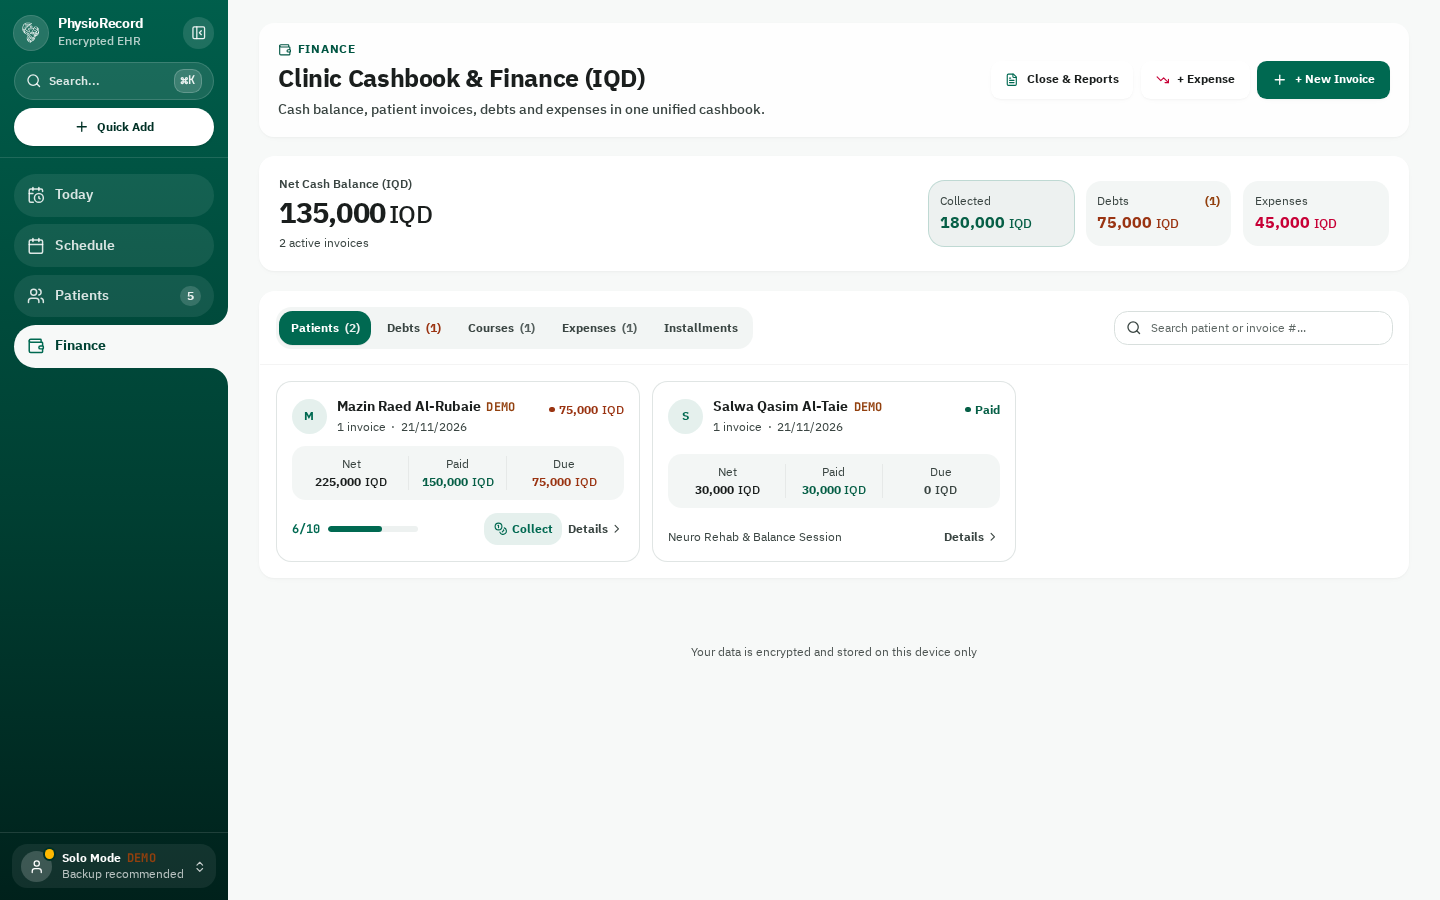 PhysioRecord
Encrypted EHR
Search...
⌘K
Quick Add
Today
Schedule
Patients 5
Finance
Solo Mode DEMO
Backup recommended
FINANCE
Clinic Cashbook & Finance (IQD)
Cash balance, patient invoices, debts and expenses in one unified cashbook.
Close & Reports
+ Expense
+ New Invoice
Net Cash Balance (IQD)
135,000 IQD
2 active invoices
Collected
180,000 IQD
Debts (1)
75,000 IQD
Expenses
45,000 IQD
Patients (2)
Debts (1)
Courses (1)
Expenses (1)
Installments
Search patient or invoice #...
M
Mazin Raed Al-Rubaie DEMO
75,000 IQD
1 invoice · 21/11/2026
Net Paid Due
225,000 IQD 150,000 IQD 75,000 IQD
6/10
Collect
Details
S
Salwa Qasim Al-Taie DEMO
Paid
1 invoice · 21/11/2026
Net Paid Due
30,000 IQD 30,000 IQD 0 IQD
Neuro Rehab & Balance Session
Details
Your data is encrypted and stored on this device only